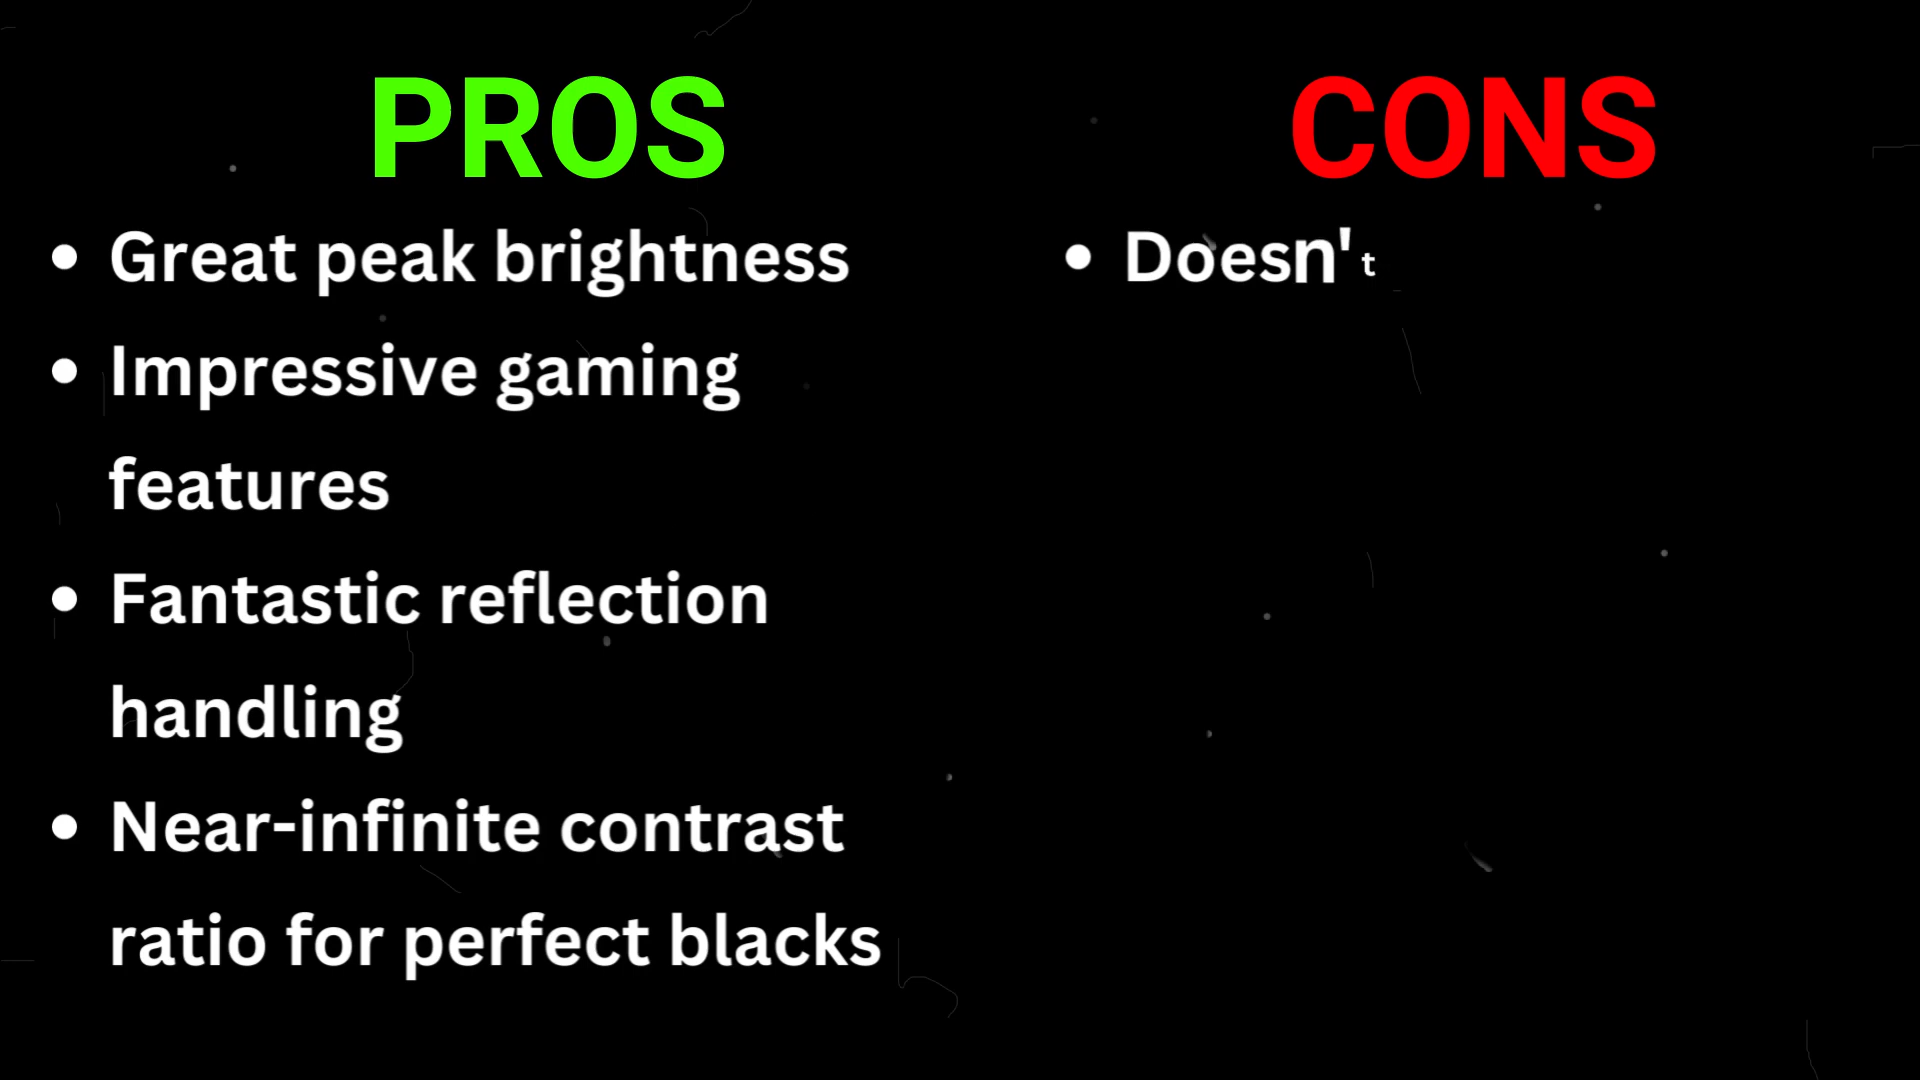 PROS
• Great peak brightness
• Impressive gaming
features
• Fantastic reflection
handling
• Near-infinite contrast
ratio for perfect blacks
CONS
• Doesn't